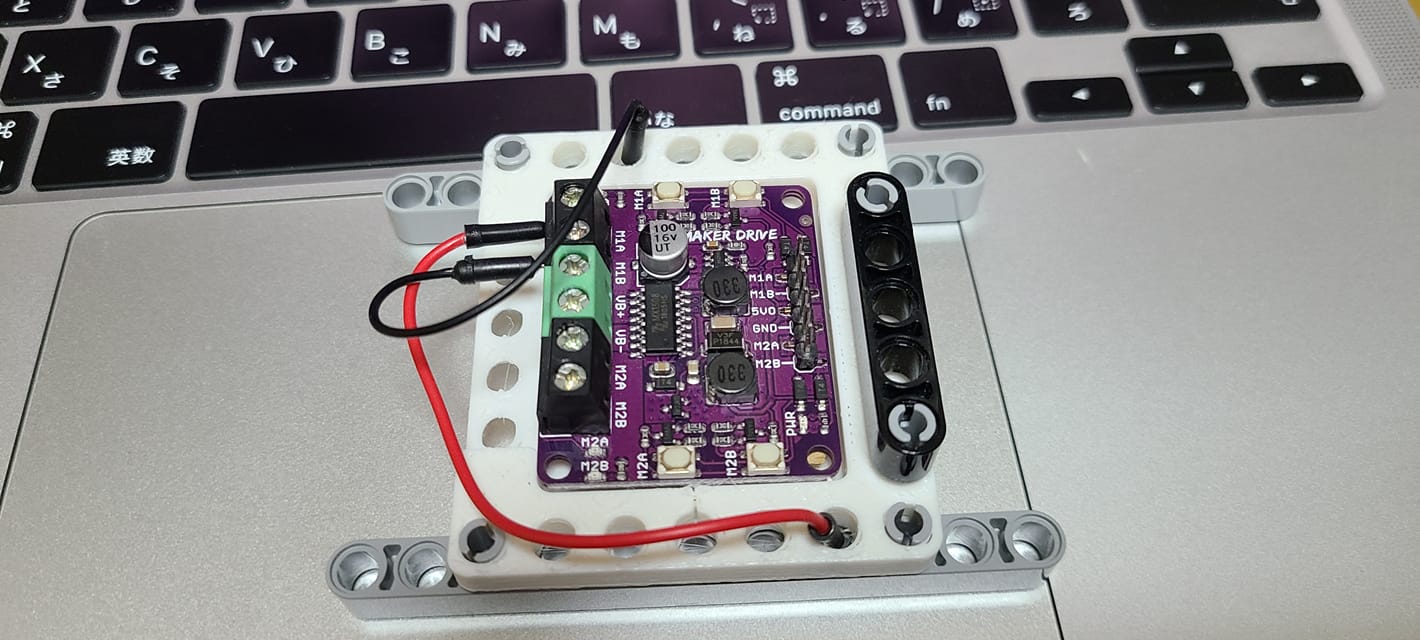 X さ
C そ
V ひ
B こ
N み
M も
ね
る
め
ろ
⌘
英数
な
⌘
command
fn
M1A
M1B
100
16V
UT
MAKER DRIVE
M1A
M1B
VB+
VB-
M2A
M2B
330
330
M1A
M1B
5VO
GND
M2A
M2B
PWR
M2A
M2B
M2A
M2B